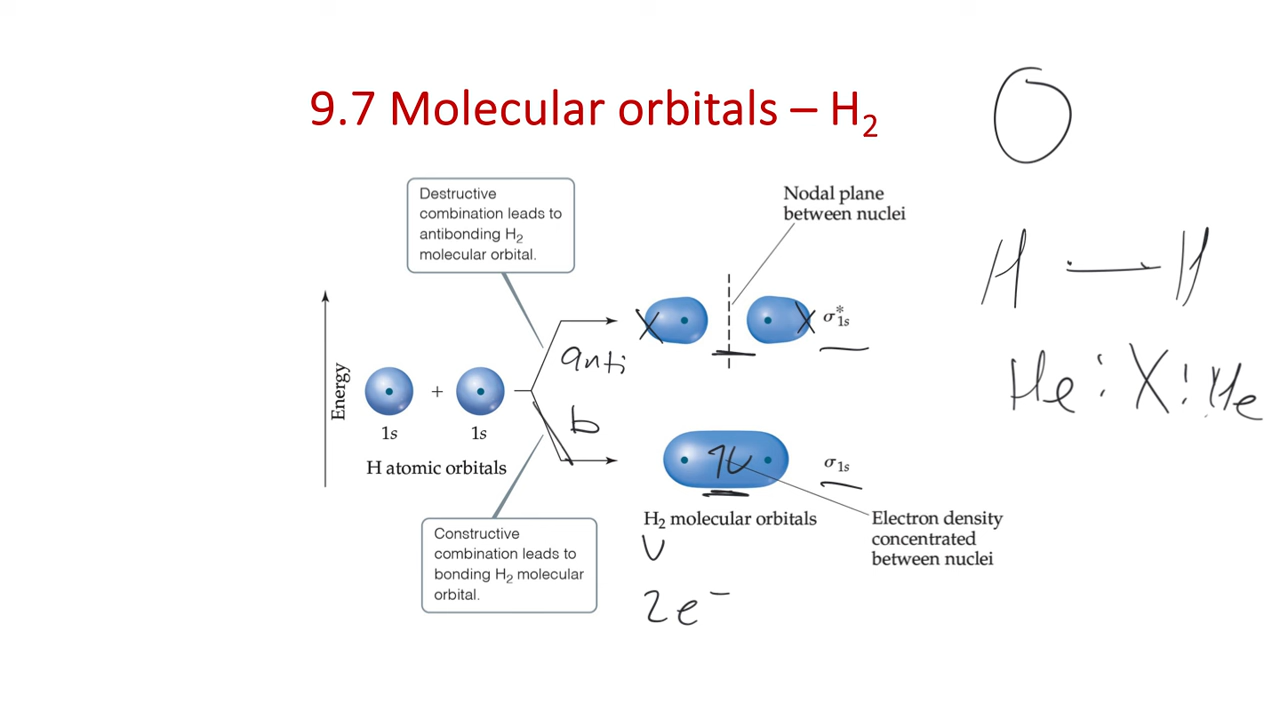 9.7 Molecular orbitals – H₂
Destructive
combination leads to
antibonding H₂
molecular orbital.
Nodal plane
between nuclei
H — H
σ*1s
anti
Energy
+
b
He : X : He
1s
1s
H atomic orbitals
σ1s
H₂ molecular orbitals
Electron density
concentrated
between nuclei
Constructive
combination leads to
bonding H₂ molecular
orbital.
2e⁻